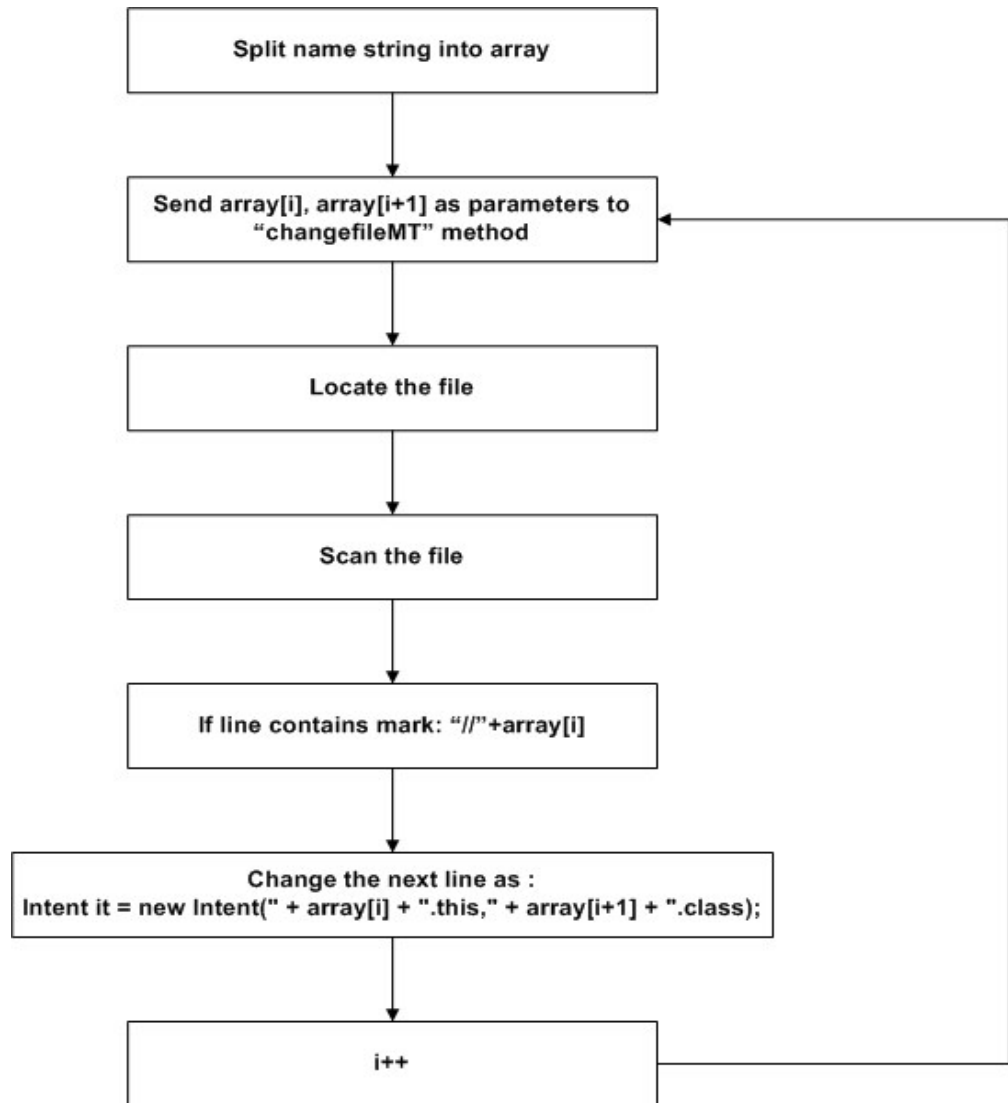 Split name string into array
Send array[i], array[i+1] as parameters to
“changefileMT” method
Locate the file
Scan the file
If line contains mark: “//”+array[i]
Change the next line as :
Intent it = new Intent(" + array[i] + ".this," + array[i+1] + ".class);
i++